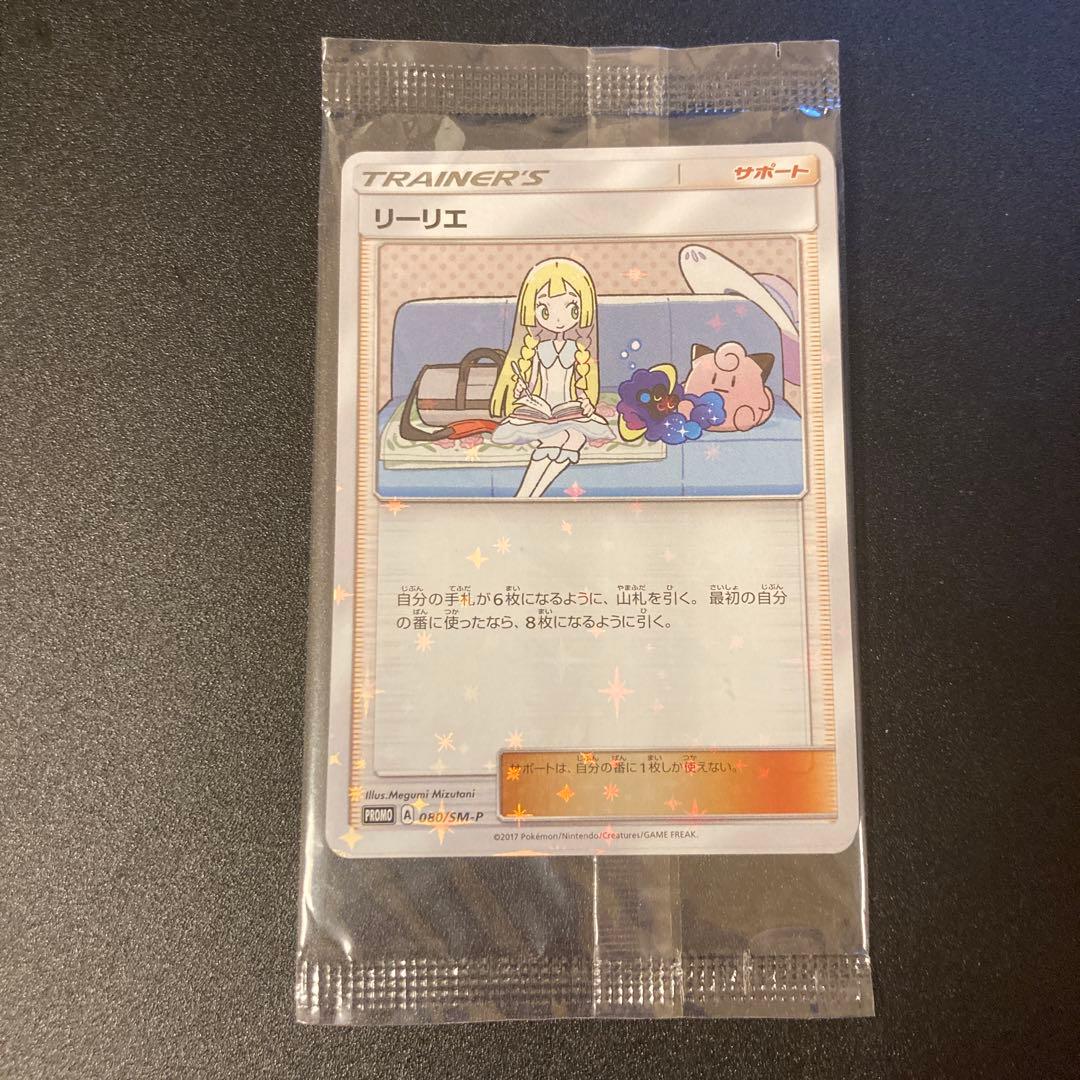 TRAINER'S サポート
リーリエ
自分の手札が6枚になるように、山札を引く。最初の自分
の番に使ったなら、8枚になるように引く。
サポートは、自分の番に1枚しか使えない。
Illus.Megumi Mizutani
PROMO A 080/SM-P
©2017 Pokémon/Nintendo/Creatures/GAME FREAK.